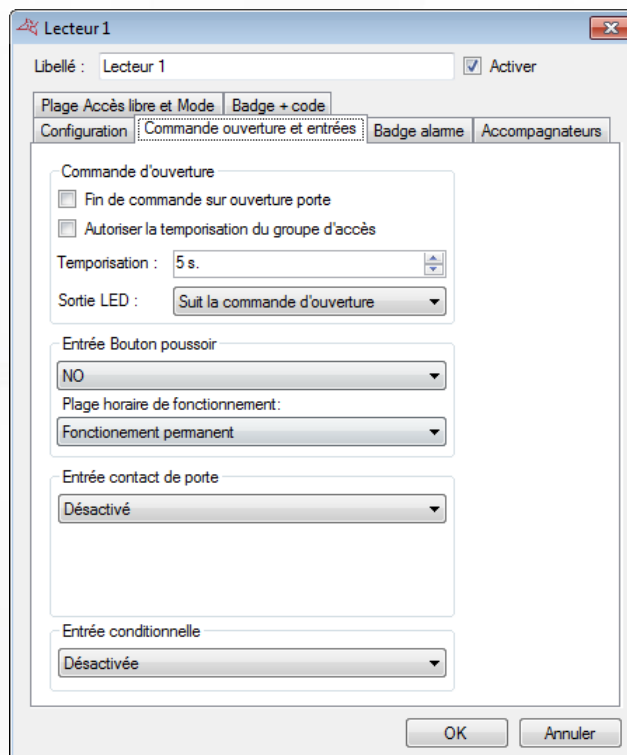 Lecteur 1
Libellé : Lecteur 1 Activer
Plage Accès libre et Mode Badge + code
Configuration Commande ouverture et entrées Badge alarme Accompagnateurs
Commande d'ouverture
Fin de commande sur ouverture porte
Autoriser la temporisation du groupe d'accès
Temporisation : 5 s.
Sortie LED : Suit la commande d'ouverture
Entrée Bouton poussoir
NO
Plage horaire de fonctionnement:
Fonctionement permanent
Entrée contact de porte
Désactivé
Entrée conditionnelle
Désactivée
OK Annuler